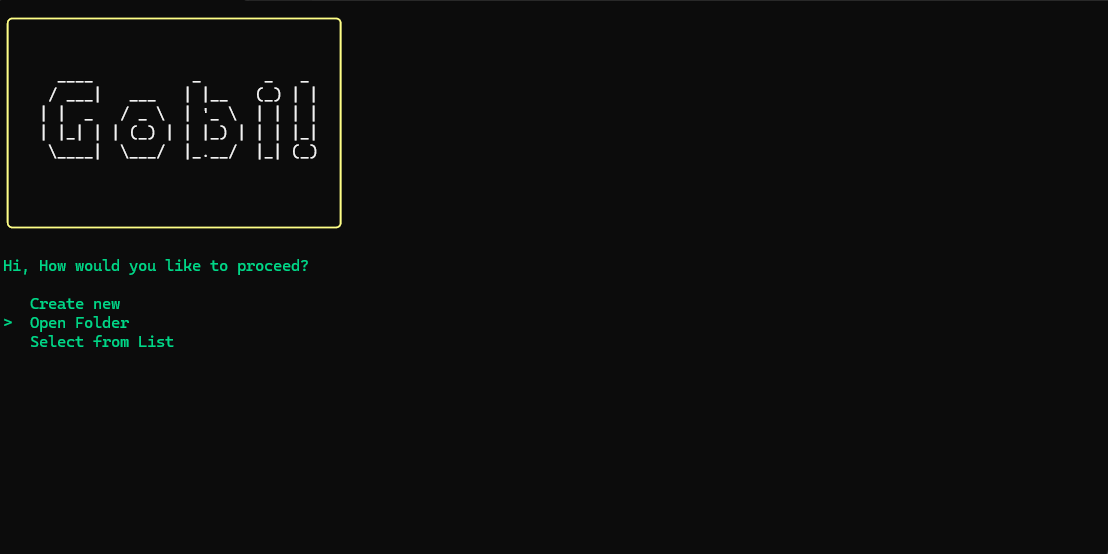 Gobi!
Hi, How would you like to proceed?
Create new
> Open Folder
Select from List